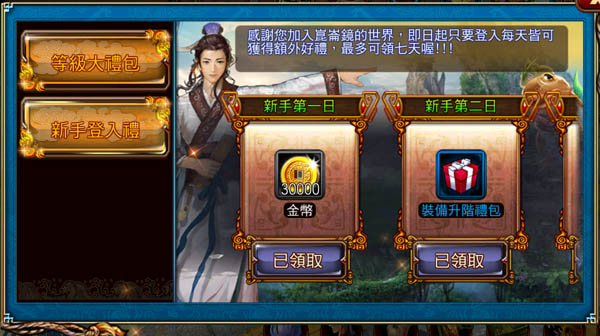 感謝您加入崑崙鏡的世界，即日起只要登入每天皆可
獲得額外好禮，最多可領七天喔!!!
等級大禮包
新手登入禮
新手第一日
30000
金幣
已領取
新手第二日
裝備升階禮包
已領取